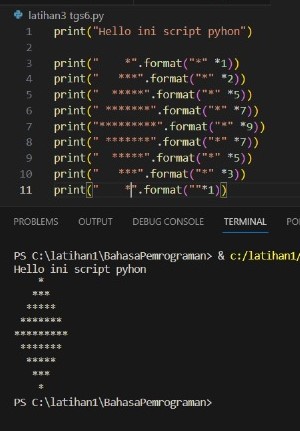 latihan3 tgs6.py
1 print("Hello ini script pyhon")
2
3 print("    *".format("*" *1))
4 print("   ***".format("*" *2))
5 print("  *****".format("*" *5))
6 print(" *******".format("*" *7))
7 print("*********".format("*" *9))
8 print(" *******".format("*" *7))
9 print("  *****".format("*" *5))
10 print("   ***".format("*" *3))
11 print("    *".format(""*1))
PROBLEMS OUTPUT DEBUG CONSOLE TERMINAL PO
PS C:\latihan1\BahasaPemrograman> & c:/latihan1/
Hello ini script pyhon
    *
   ***
  *****
 *******
*********
 *******
  *****
   ***
    *
PS C:\latihan1\BahasaPemrograman>